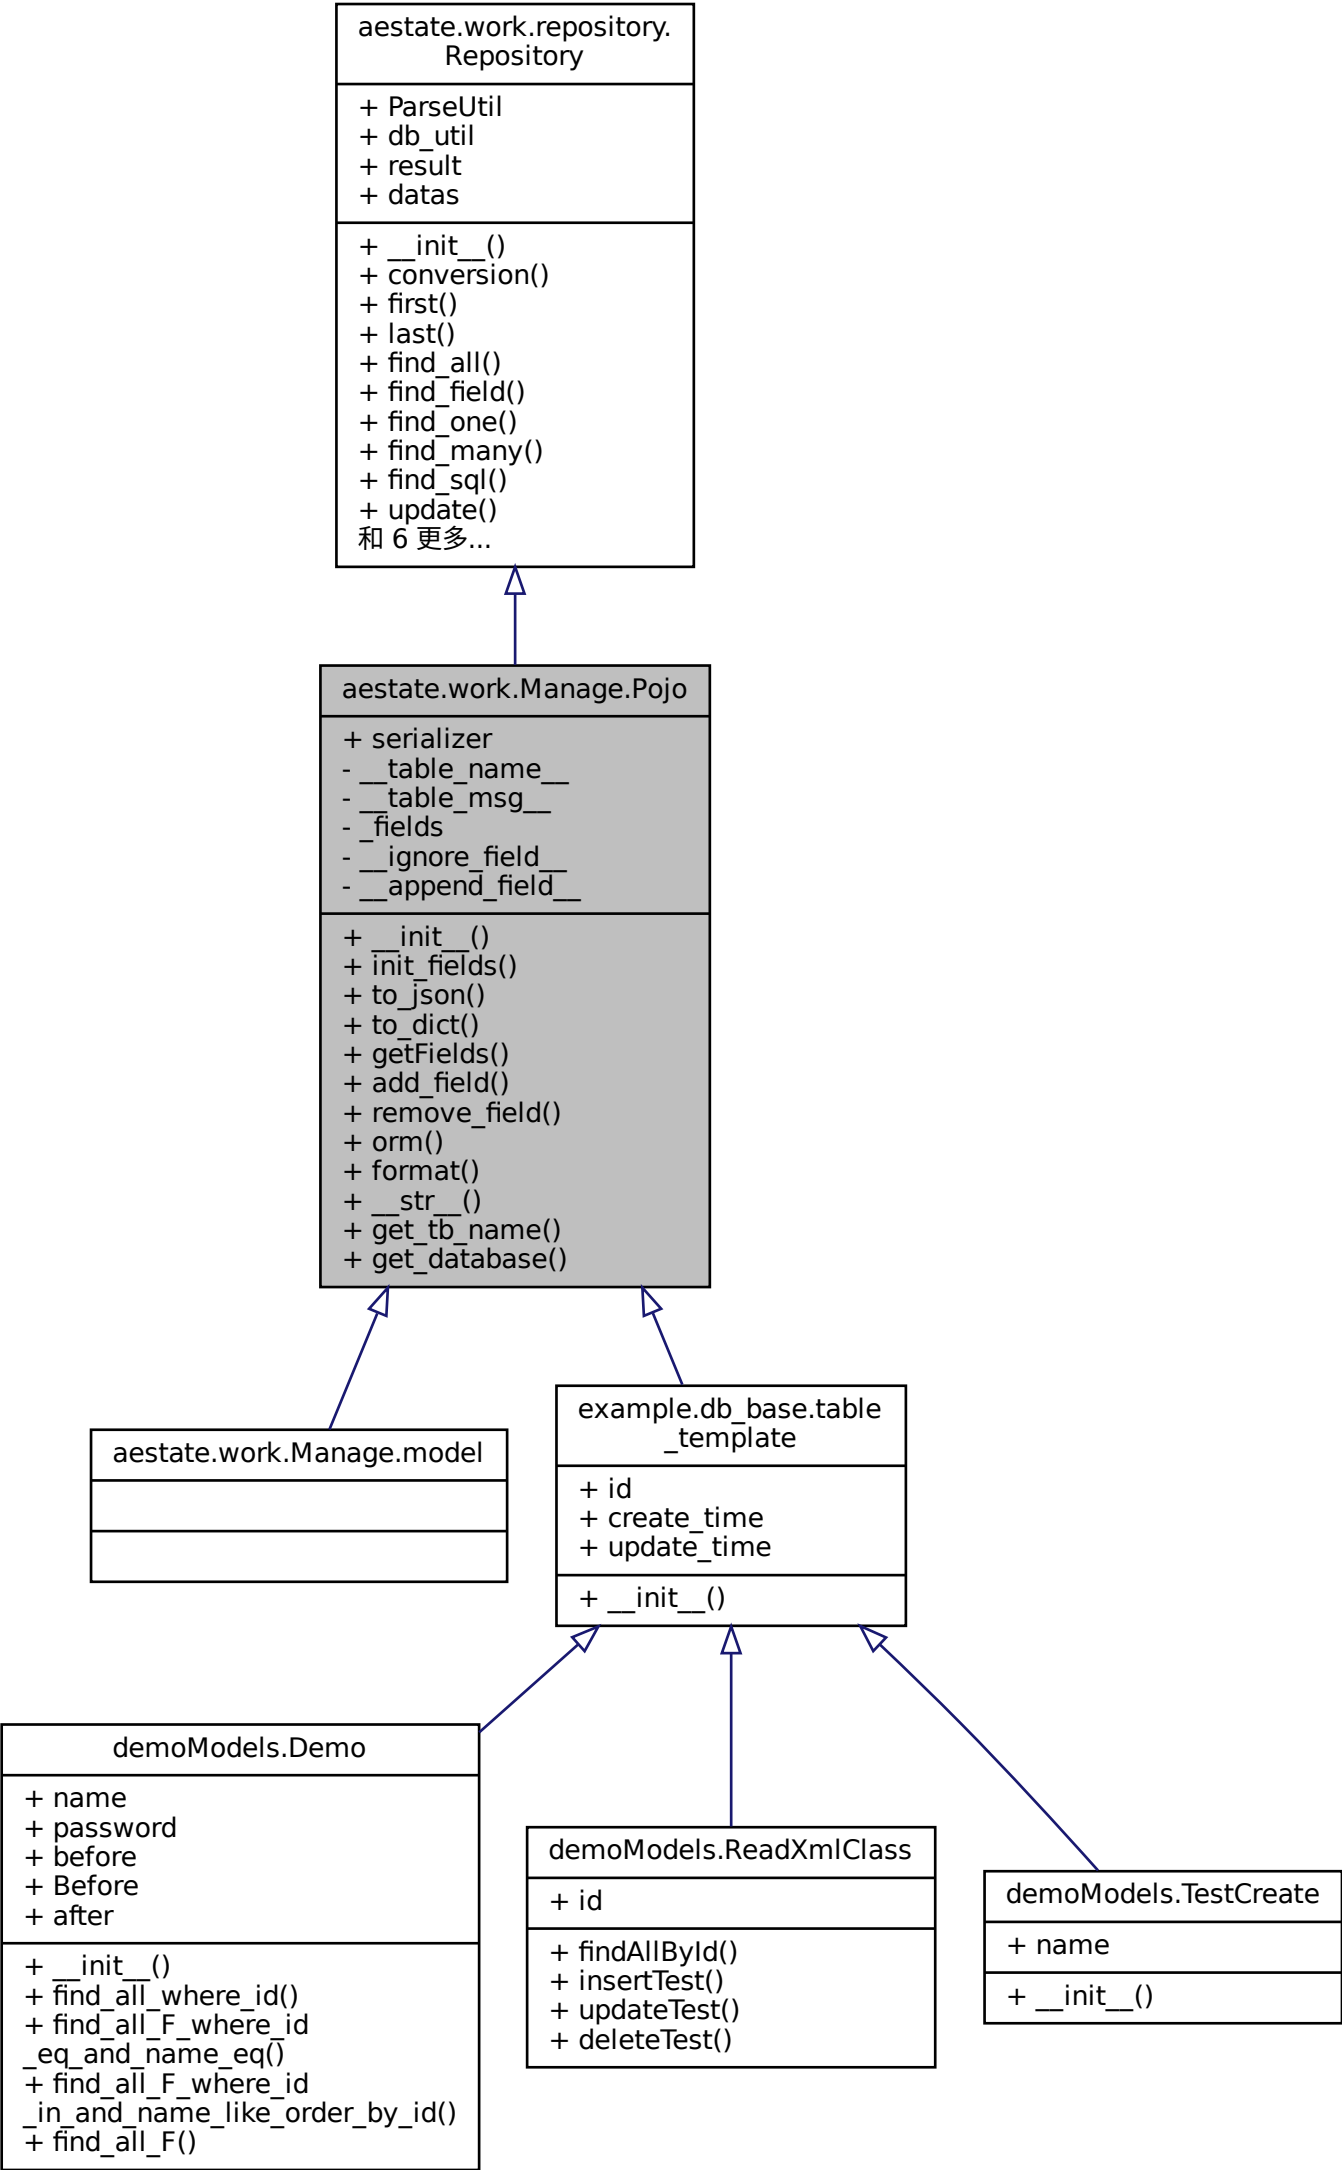 aestate.work.repository.
Repository
+ ParseUtil
+ db_util
+ result
+ datas
+ __init__()
+ conversion()
+ first()
+ last()
+ find_all()
+ find_field()
+ find_one()
+ find_many()
+ find_sql()
+ update()
和 6 更多...
aestate.work.Manage.Pojo
+ serializer
- __table_name__
- __table_msg__
- _fields
- __ignore_field__
- __append_field__
+ __init__()
+ init_fields()
+ to_json()
+ to_dict()
+ getFields()
+ add_field()
+ remove_field()
+ orm()
+ format()
+ __str__()
+ get_tb_name()
+ get_database()
aestate.work.Manage.model
example.db_base.table
_template
+ id
+ create_time
+ update_time
+ __init__()
demoModels.Demo
+ name
+ password
+ before
+ Before
+ after
+ __init__()
+ find_all_where_id()
+ find_all_F_where_id
_eq_and_name_eq()
+ find_all_F_where_id
_in_and_name_like_order_by_id()
+ find_all_F()
demoModels.ReadXmlClass
+ id
+ findAllById()
+ insertTest()
+ updateTest()
+ deleteTest()
demoModels.TestCreate
+ name
+ __init__()